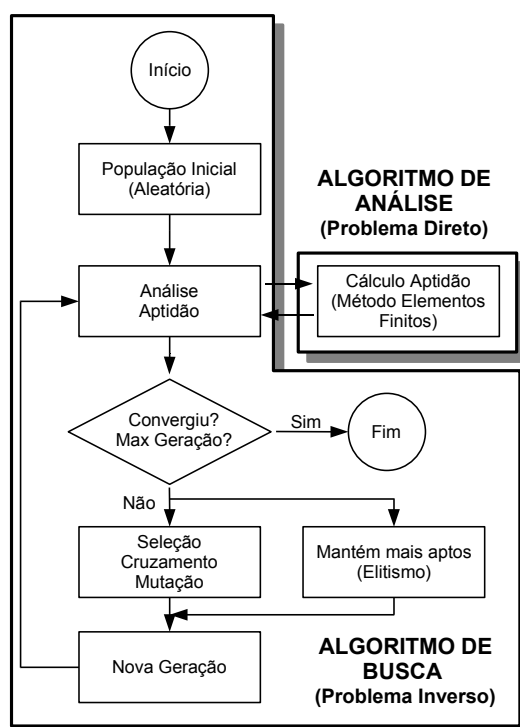 Início
População Inicial
(Aleatória)
ALGORITMO DE
ANÁLISE
(Problema Direto)
Análise
Aptidão
Cálculo Aptidão
(Método Elementos
Finitos)
Convergiu?
Max Geração?
Sim
Fim
Não
Seleção
Cruzamento
Mutação
Mantém mais aptos
(Elitismo)
Nova Geração
ALGORITMO DE
BUSCA
(Problema Inverso)